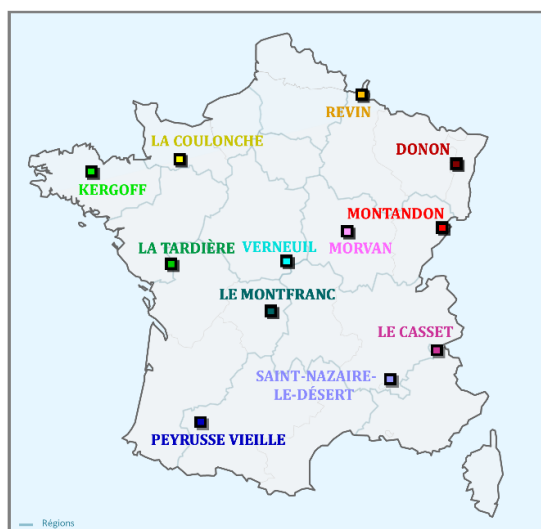 REVIN
LA COULONCHE
DONON
KERGOFF
MONTANDON
LA TARDIÈRE
VERNEUIL
MORVAN
LE MONTFRANC
LE CASSET
SAINT-NAZAIRE-
LE-DÉSERT
PEYRUSSE VIEILLE
Régions